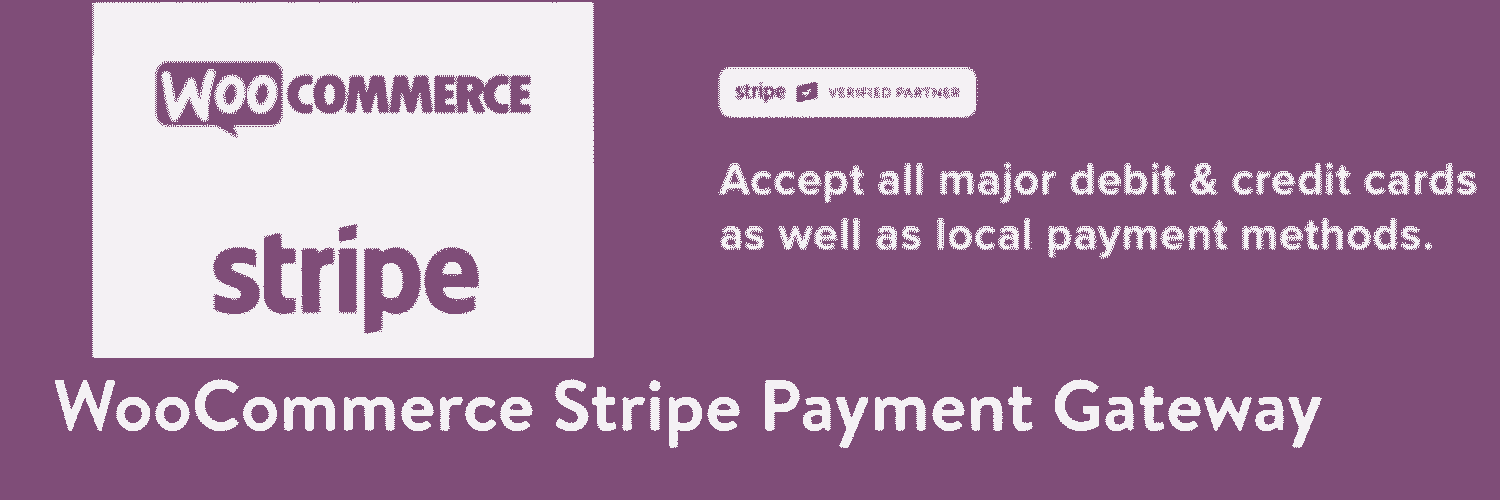 WOOCOMMERCE
stripe
stripe VERIFIED PARTNER
Accept all major debit & credit cards
as well as local payment methods.
WooCommerce Stripe Payment Gateway